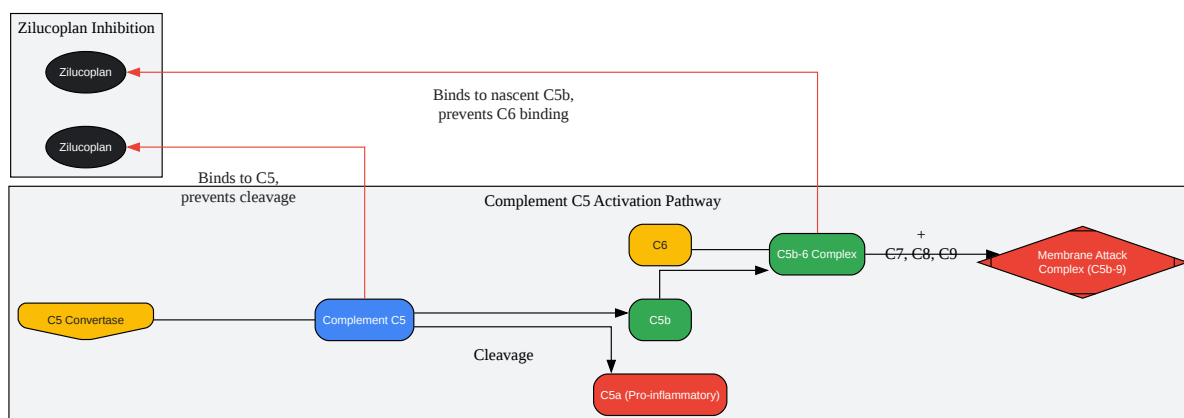 Zilucoplan Inhibition
Zilucoplan
Binds to nascent C5b,
prevents C6 binding
Zilucoplan
Binds to C5,
prevents cleavage
Complement C5 Activation Pathway
+
C7, C8, C9
C6
C5b-6 Complex
Membrane Attack
Complex (C5b-9)
C5 Convertase
Complement C5
C5b
Cleavage
C5a (Pro-inflammatory)